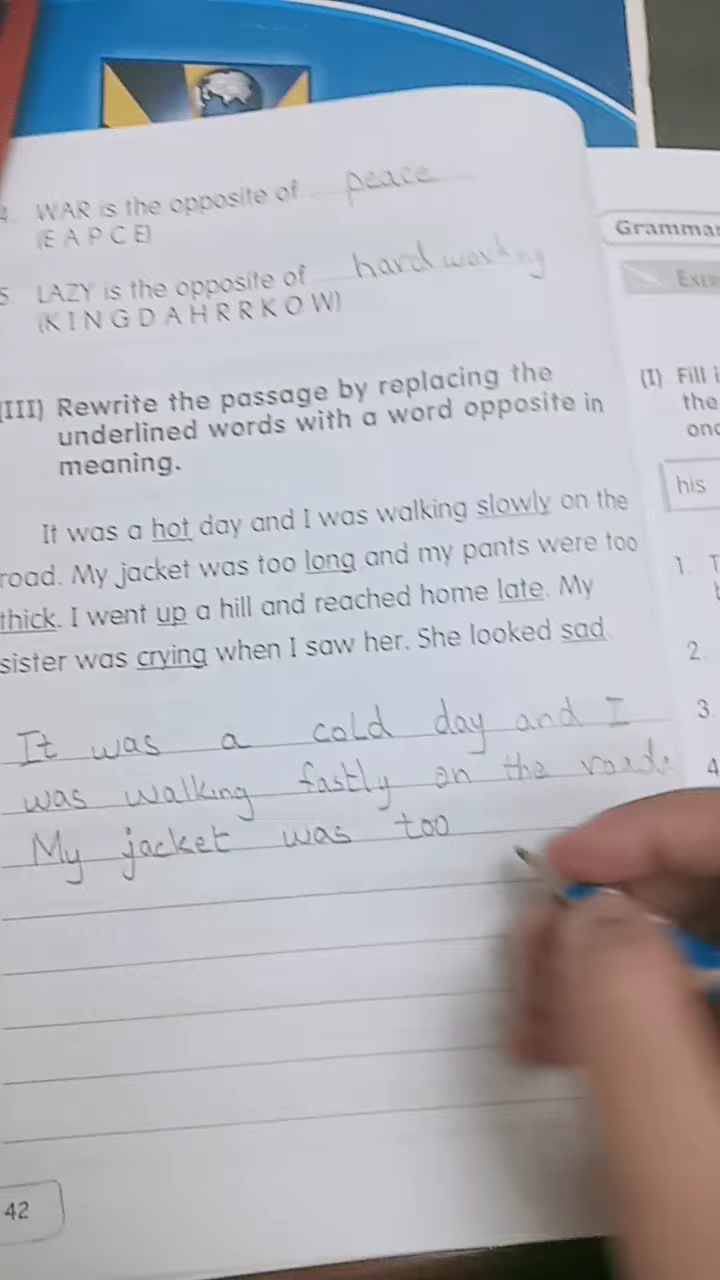 4. WAR is the opposite of peace
(E A P C E)
5. LAZY is the opposite of hardworking
(K I N G D A H R R K O W)
(III) Rewrite the passage by replacing the
underlined words with a word opposite in
meaning.
It was a hot day and I was walking slowly on the
road. My jacket was too long and my pants were too
thick. I went up a hill and reached home late. My
sister was crying when I saw her. She looked sad.
It was a cold day and I
was walking fastly on the road.
My jacket was too
42
Grammar
(I) Fill i
the
his
1.
2.
3.
4